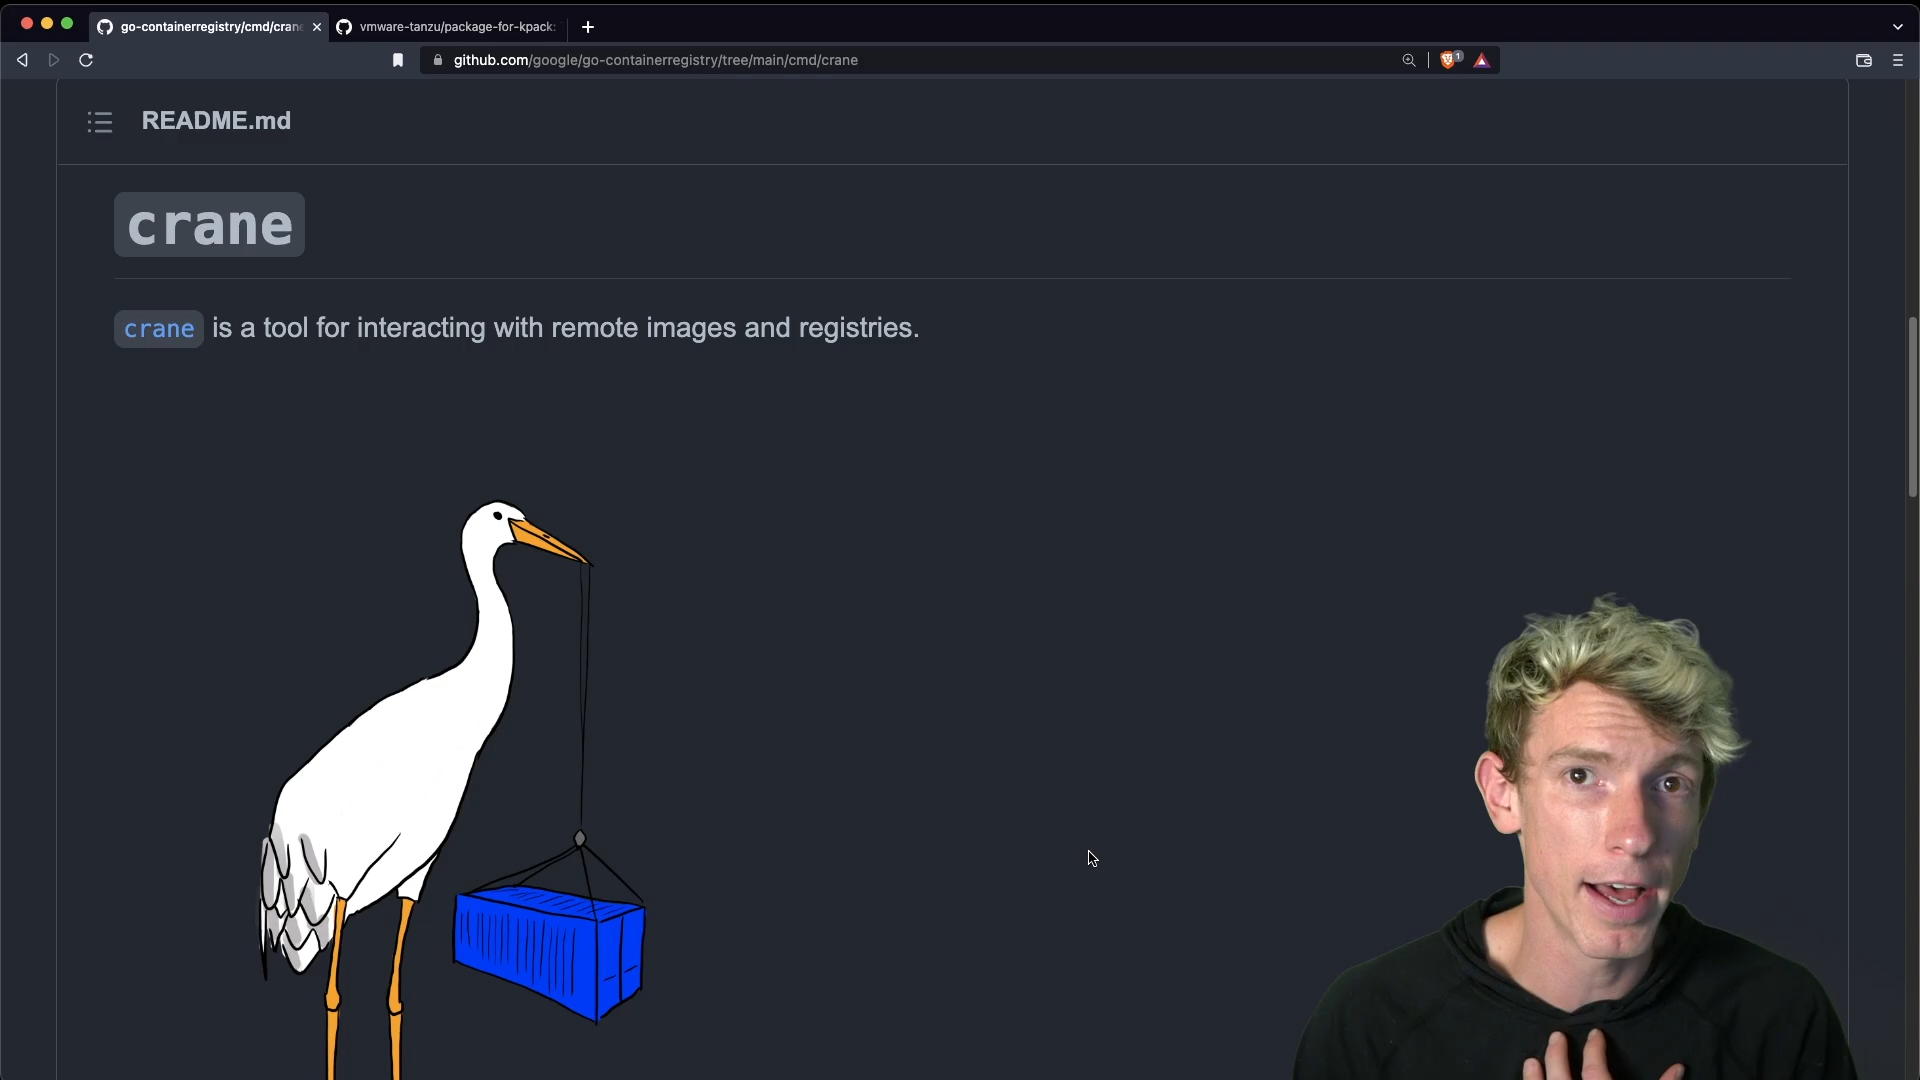 go-containerregistry/cmd/cran
vmware-tanzu/package-for-kpack:
github.com/google/go-containerregistry/tree/main/cmd/crane
1
README.md
crane
crane is a tool for interacting with remote images and registries.